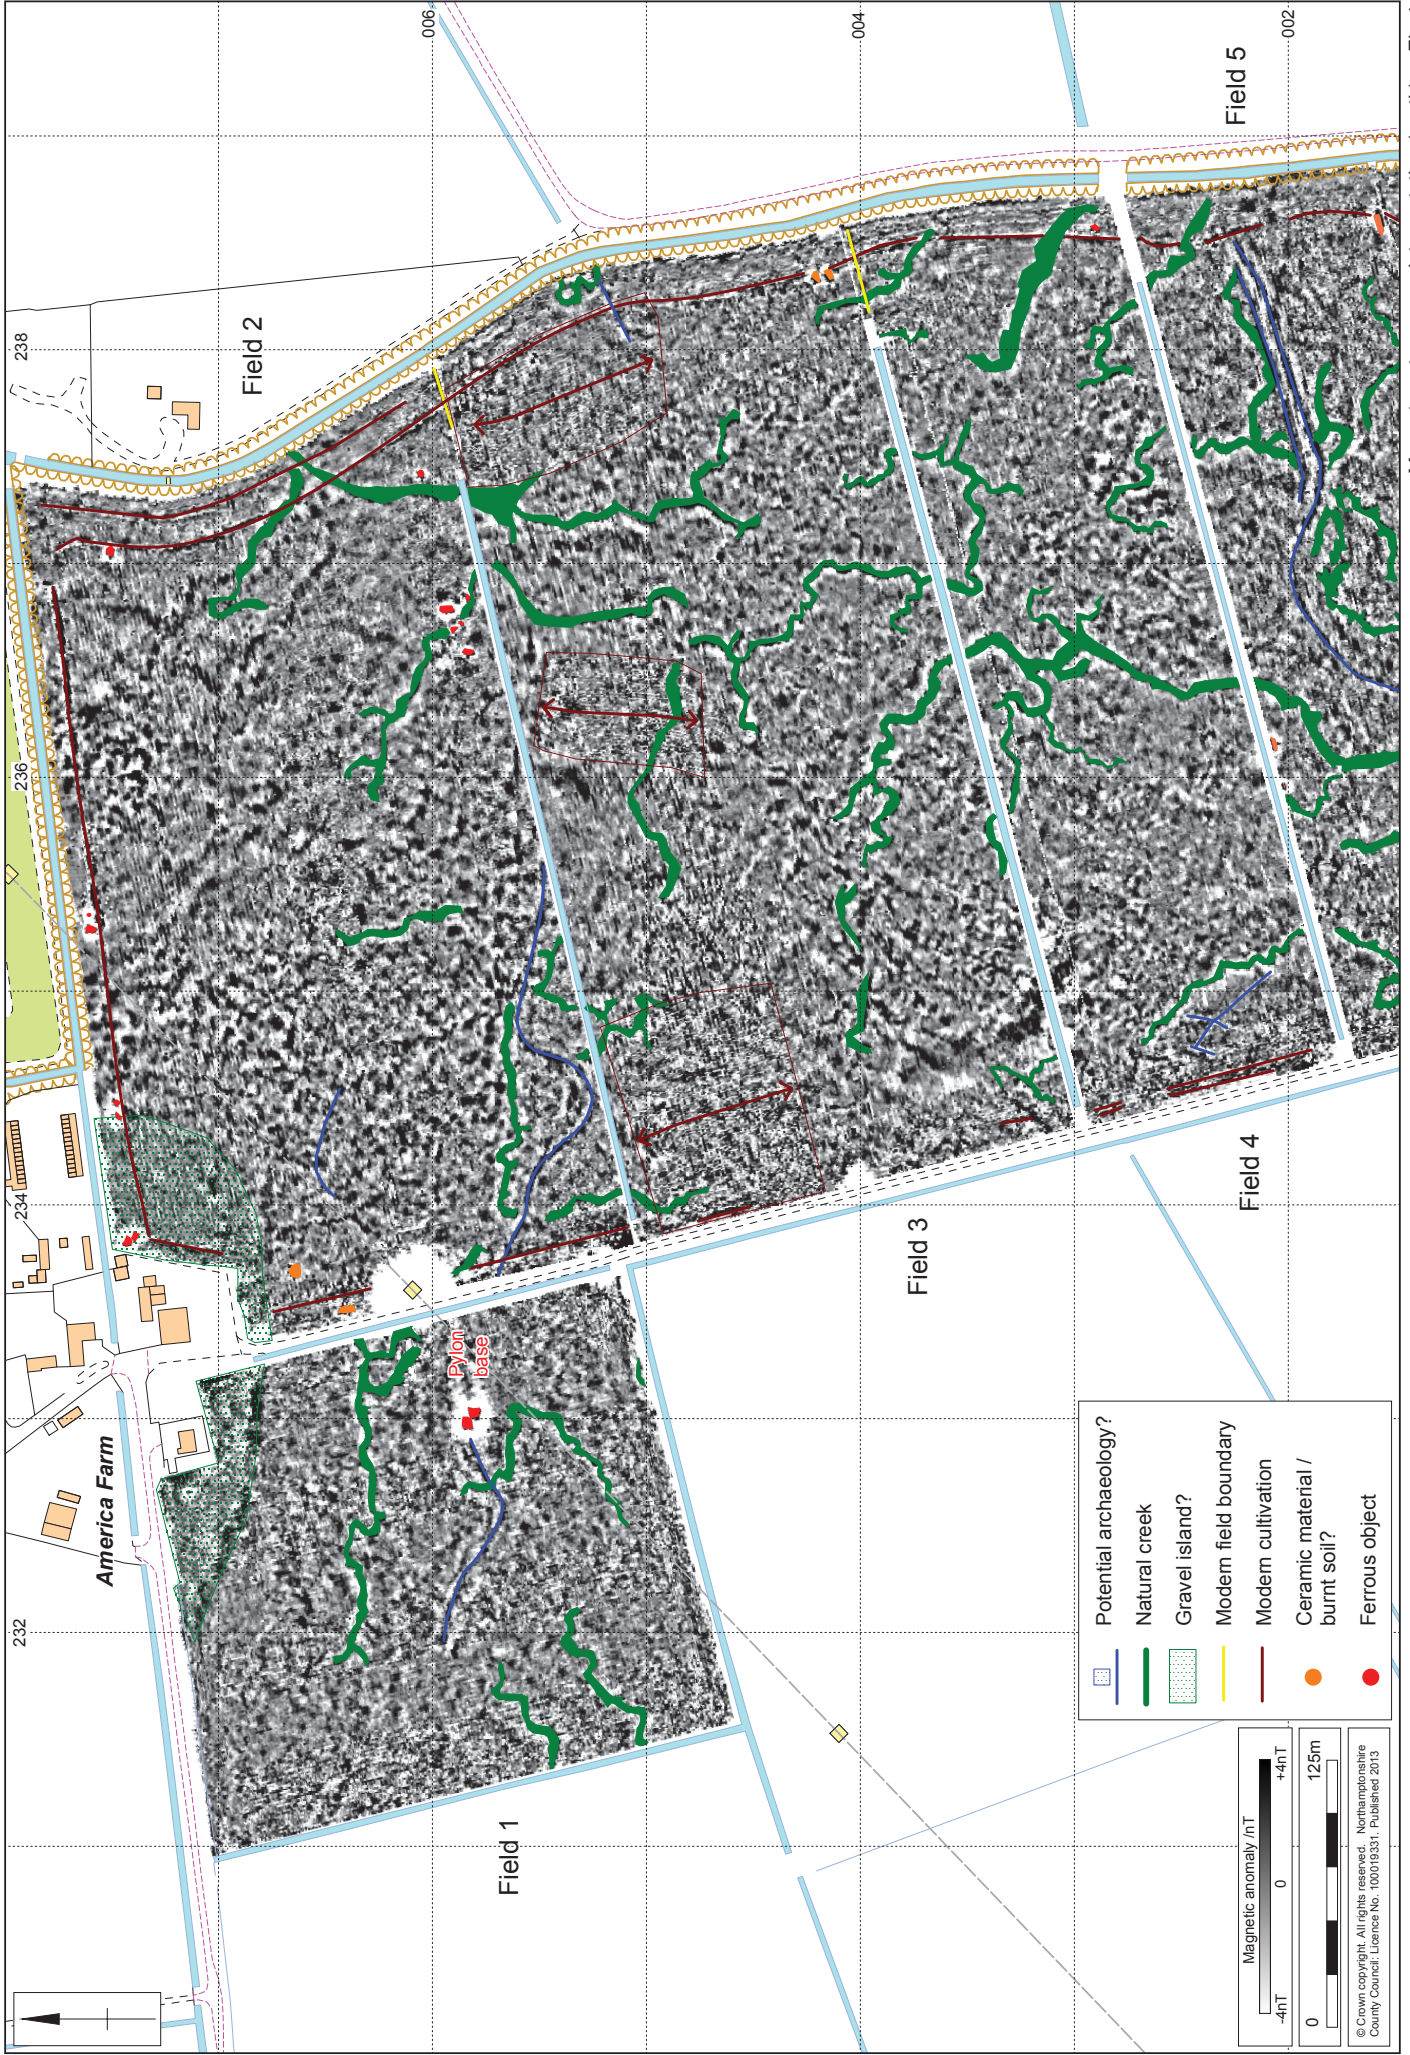 006
004
002
238
236
234
232
Field 2
Field 5
Field 3
Field 4
Field 1
America Farm
Pylon
base
Potential archaeology?
Natural creek
Gravel island?
Modern field boundary
Modern cultivation
Ceramic material /
burnt soil?
Ferrous object
Magnetic anomaly /nT
-4nT
0
+4nT
0
125m
© Crown copyright. All rights reserved. Northamptonshire
County Council: Licence No. 100019331. Published 2013